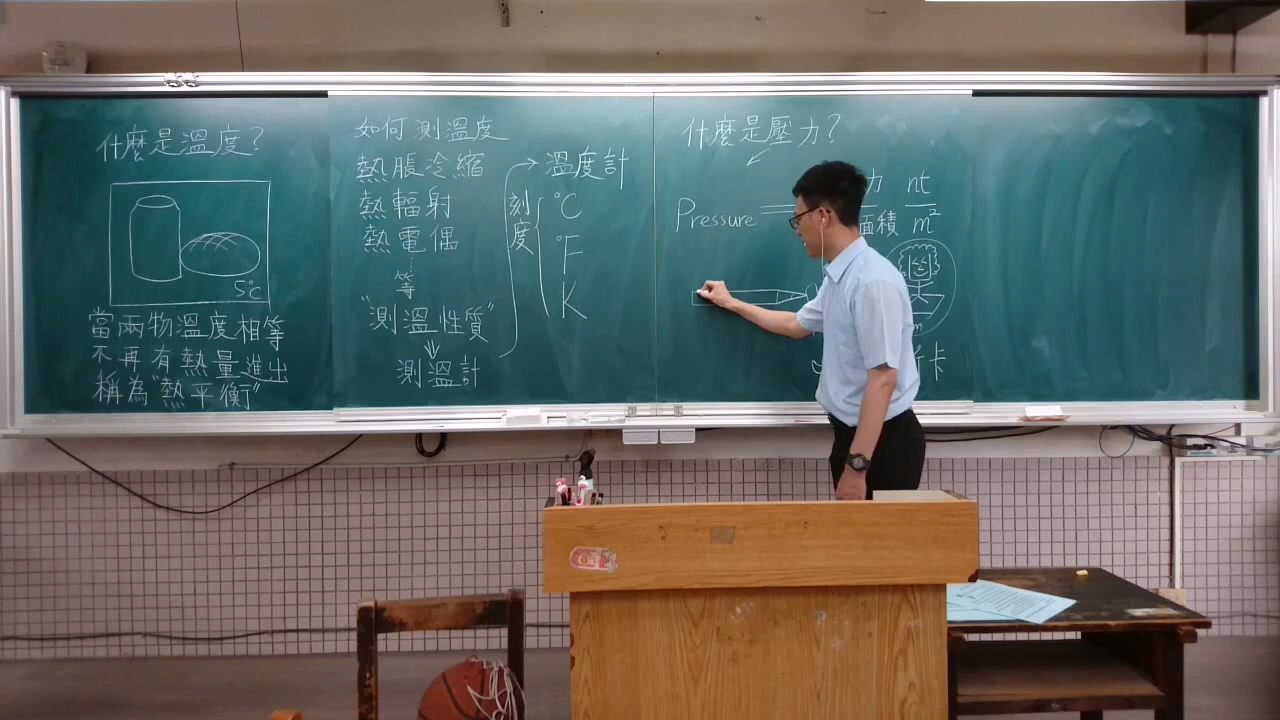 什麼是溫度?
5℃
當兩物溫度相等
不再有熱量進出
稱為"熱平衡"
如何測溫度
熱脹冷縮
熱輻射
熱電偶
等
"測溫性質"
⇓
測溫計
刻度
→溫度計
℃
℉
K
什麼是壓力?
Pressure
力 nt
面積 m²
m
卡